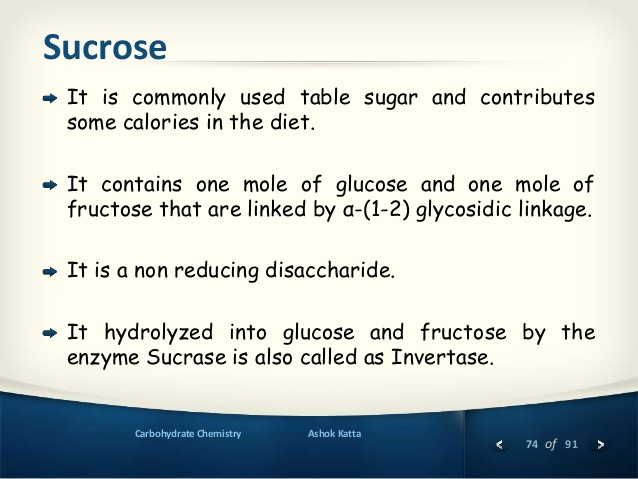 Sucrose
It is commonly used table sugar and contributes
some calories in the diet.
It contains one mole of glucose and one mole of
fructose that are linked by α-(1-2) glycosidic linkage.
It is a non reducing disaccharide.
It hydrolyzed into glucose and fructose by the
enzyme Sucrase is also called as Invertase.
Carbohydrate Chemistry Ashok Katta
< 74 of 91 >